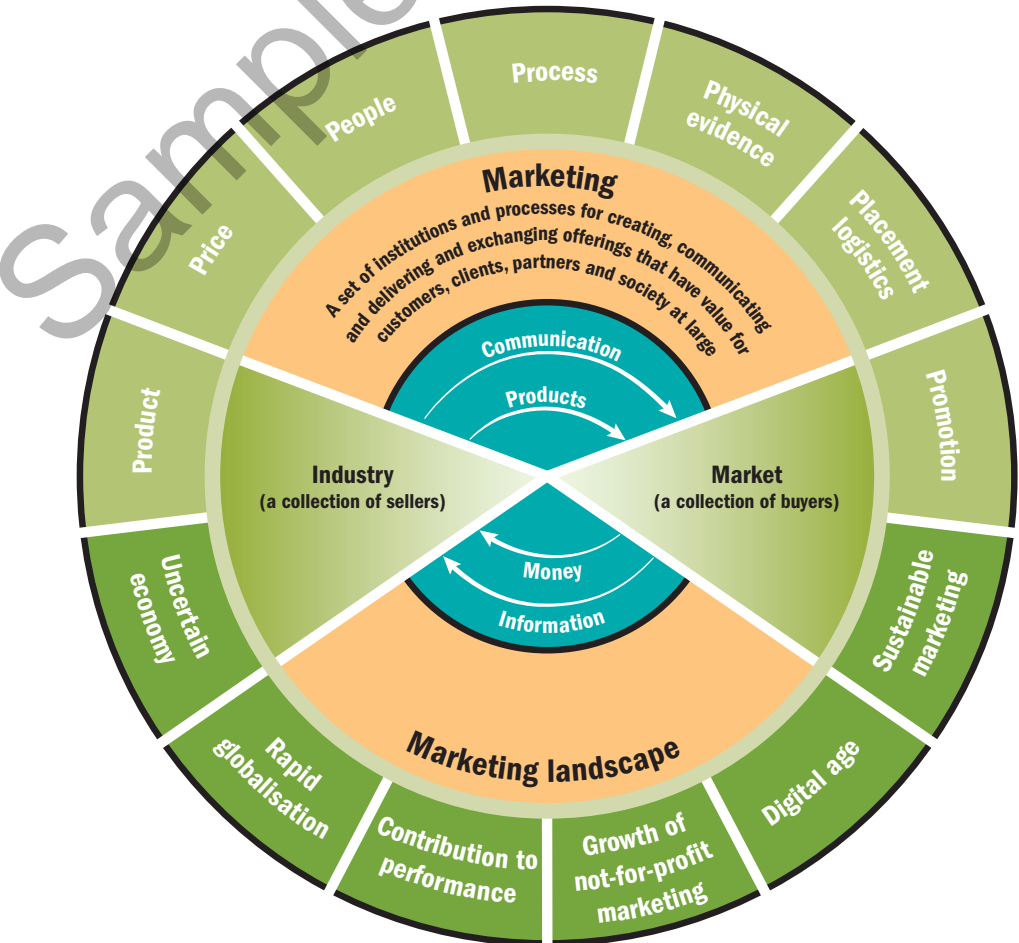 Sample
Process
People
Physical
evidence
Price
Placement
logistics
Product
Promotion
Marketing
A set of institutions and processes for creating, communicating
and delivering and exchanging offerings that have value for
customers, clients, partners and society at large
Communication
Products
Industry
(a collection of sellers)
Market
(a collection of buyers)
Money
Information
Marketing landscape
Uncertain
economy
Rapid
globalisation
Contribution to
performance
Growth of
not-for-profit
marketing
Digital age
Sustainable
marketing